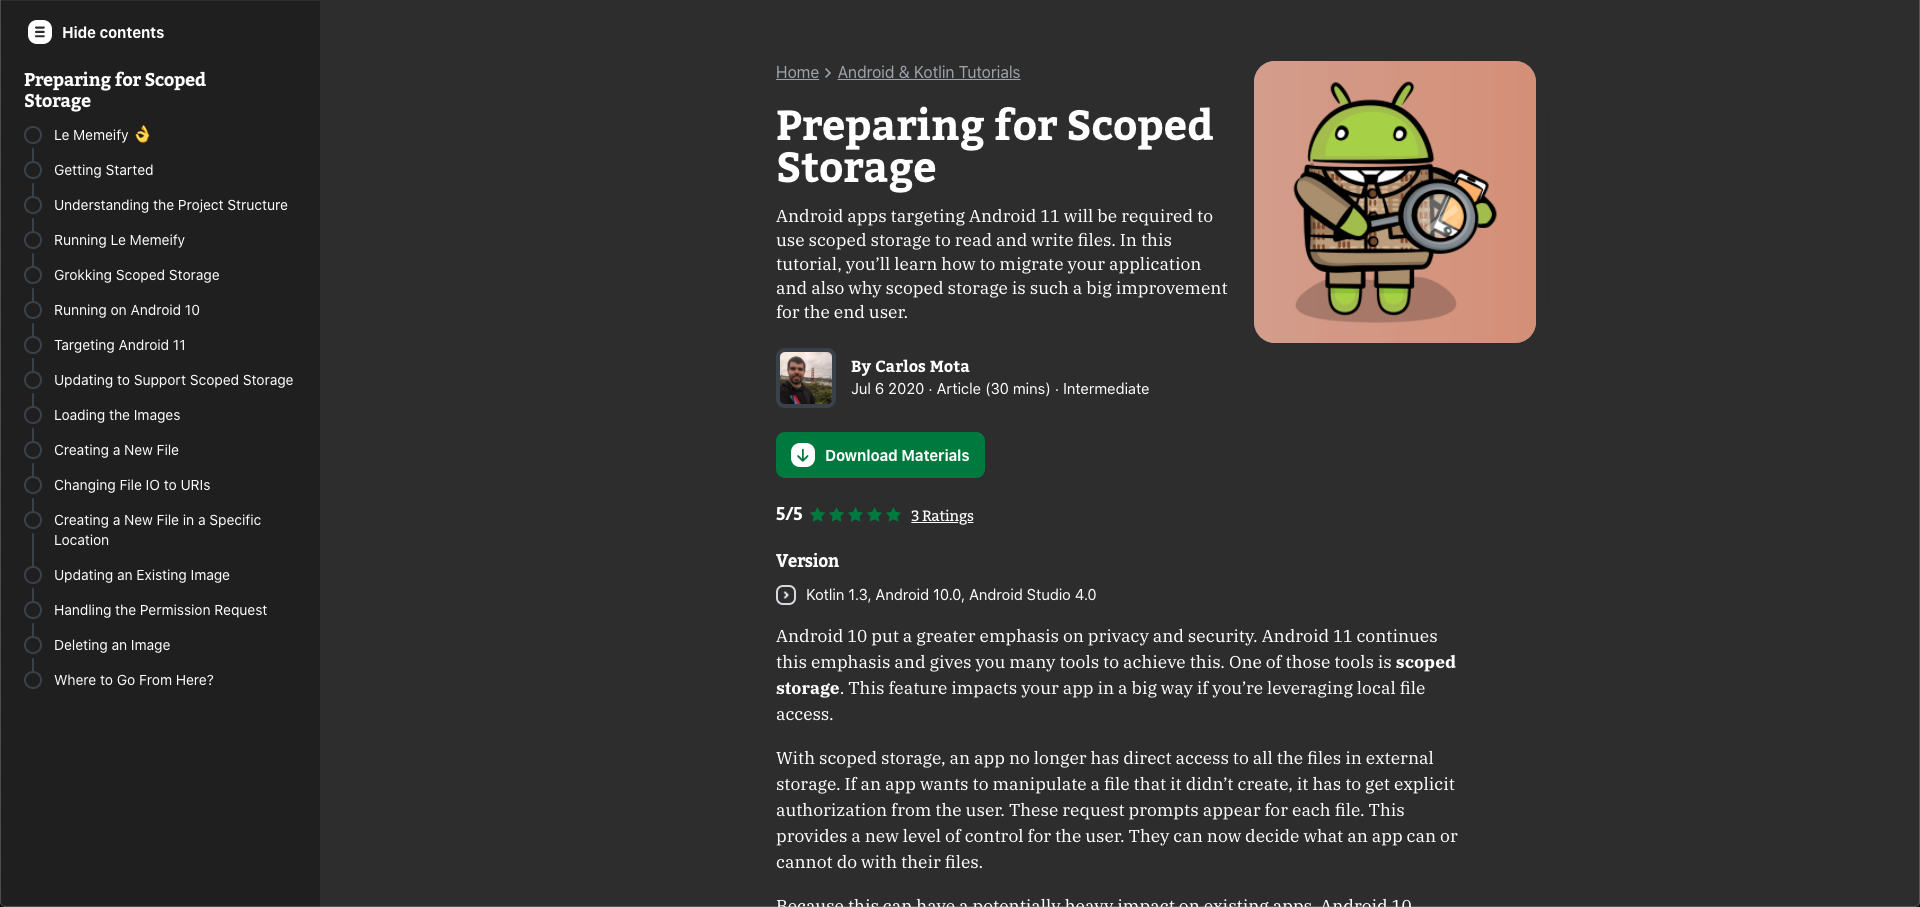 Hide contents
Preparing for Scoped
Storage
Le Memeify 👌
Getting Started
Understanding the Project Structure
Running Le Memeify
Grokking Scoped Storage
Running on Android 10
Targeting Android 11
Updating to Support Scoped Storage
Loading the Images
Creating a New File
Changing File IO to URIs
Creating a New File in a Specific
Location
Updating an Existing Image
Handling the Permission Request
Deleting an Image
Where to Go From Here?
Home › Android & Kotlin Tutorials
Preparing for Scoped
Storage
Android apps targeting Android 11 will be required to
use scoped storage to read and write files. In this
tutorial, you’ll learn how to migrate your application
and also why scoped storage is such a big improvement
for the end user.
By Carlos Mota
Jul 6 2020 · Article (30 mins) · Intermediate
Download Materials
5/5 ★★★★★ 3 Ratings
Version
Kotlin 1.3, Android 10.0, Android Studio 4.0
Android 10 put a greater emphasis on privacy and security. Android 11 continues
this emphasis and gives you many tools to achieve this. One of those tools is scoped
storage. This feature impacts your app in a big way if you’re leveraging local file
access.
With scoped storage, an app no longer has direct access to all the files in external
storage. If an app wants to manipulate a file that it didn’t create, it has to get explicit
authorization from the user. These request prompts appear for each file. This
provides a new level of control for the user. They can now decide what an app can or
cannot do with their files.
Because this can have a potentially heavy impact on existing apps, Android 10